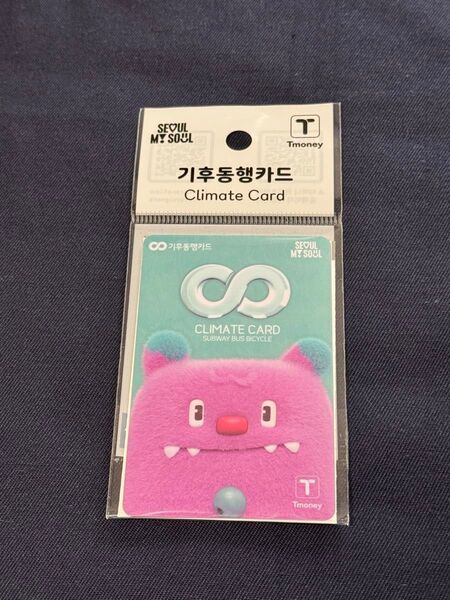 SEOUL
MY SOUL
Tmoney
기후동행카드
Climate Card
기후동행카드
SEOUL
MY SOUL
CLIMATE CARD
SUBWAY BUS BICYCLE
Tmoney